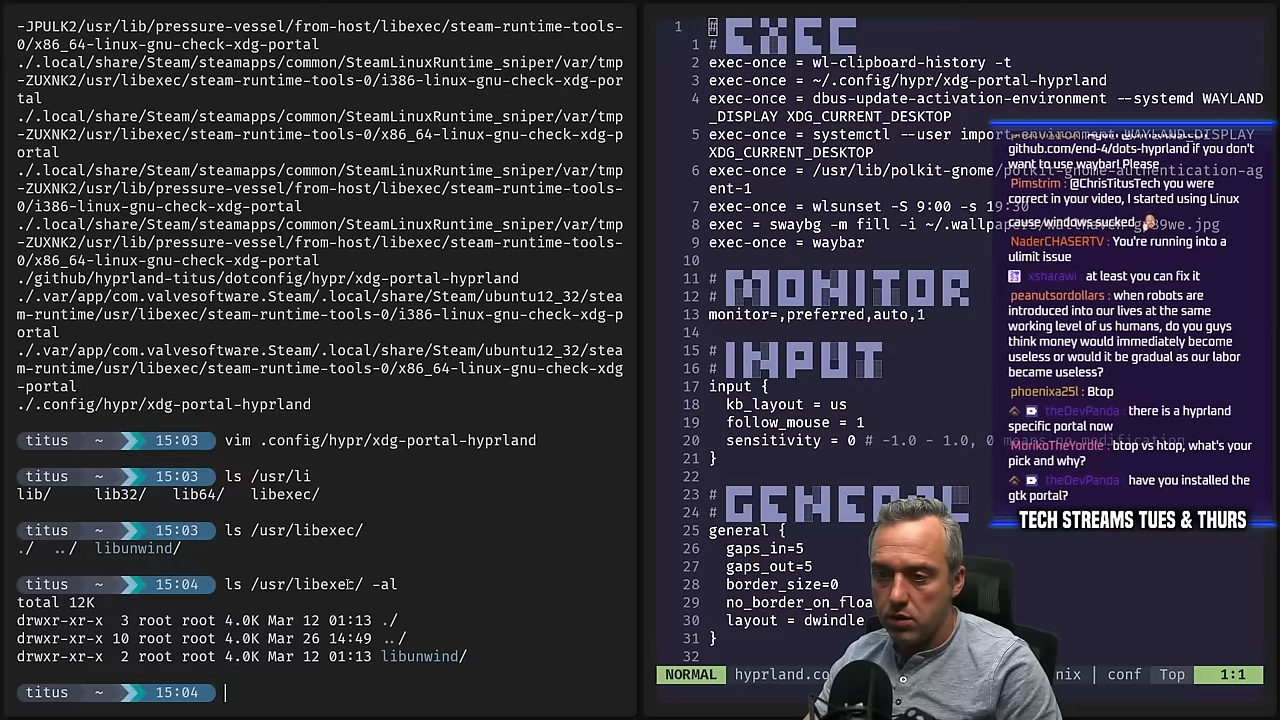 -JPULK2/usr/lib/pressure-vessel/from-host/libexec/steam-runtime-tools-
0/x86_64-linux-gnu-check-xdg-portal
./.local/share/Steam/steamapps/common/SteamLinuxRuntime_sniper/var/tmp
-ZUXNK2/usr/libexec/steam-runtime-tools-0/i386-linux-gnu-check-xdg-por
tal
./.local/share/Steam/steamapps/common/SteamLinuxRuntime_sniper/var/tmp
-ZUXNK2/usr/libexec/steam-runtime-tools-0/x86_64-linux-gnu-check-xdg-
portal
./.local/share/Steam/steamapps/common/SteamLinuxRuntime_sniper/var/tmp
-ZUXNK2/usr/lib/pressure-vessel/from-host/libexec/steam-runtime-tools-
0/i386-linux-gnu-check-xdg-portal
./.local/share/Steam/steamapps/common/SteamLinuxRuntime_sniper/var/tmp
-ZUXNK2/usr/lib/pressure-vessel/from-host/libexec/steam-runtime-tools-
0/x86_64-linux-gnu-check-xdg-portal
./github/hyprland-titus/dotconfig/hypr/xdg-portal-hyprland
./.var/app/com.valvesoftware.Steam/.local/share/Steam/ubuntu12_32/stea
m-runtime/usr/libexec/steam-runtime-tools-0/i386-linux-gnu-check-xdg-
portal
./.var/app/com.valvesoftware.Steam/.local/share/Steam/ubuntu12_32/stea
m-runtime/usr/libexec/steam-runtime-tools-0/x86_64-linux-gnu-check-xdg
-portal
./.config/hypr/xdg-portal-hyprland
titus ~ 15:03 vim .config/hypr/xdg-portal-hyprland
titus ~ 15:03 ls /usr/li
lib/ lib32/ lib64/ libexec/
titus ~ 15:03 ls /usr/libexec/
./ ../ libunwind/
titus ~ 15:04 ls /usr/libexec/ -al
total 12K
drwxr-xr-x 3 root root 4.0K Mar 12 01:13 ./
drwxr-xr-x 10 root root 4.0K Mar 26 14:49 ../
drwxr-xr-x 2 root root 4.0K Mar 12 01:13 libunwind/
titus ~ 15:04
1 #
1 # EXEC
2 exec-once = wl-clipboard-history -t
3 exec-once = ~/.config/hypr/xdg-portal-hyprland
4 exec-once = dbus-update-activation-environment --systemd WAYLAND
_DISPLAY XDG_CURRENT_DESKTOP
5 exec-once = systemctl --user import-environment WAYLAND_DISPLAY
XDG_CURRENT_DESKTOP
6 exec-once = /usr/lib/polkit-gnome/polkit-gnome-authentication-ag
ent-1
7 exec-once = wlsunset -S 9:00 -s 19:30
8 exec = swaybg -m fill -i ~/.wallpapers/
9 exec-once = waybar
10
11 # MONITOR
12 #
13 monitor=,preferred,auto,1
14
15 # INPUT
16 #
17 input {
18 kb_layout = us
19 follow_mouse = 1
20 sensitivity = 0 # -1.0 - 1.0, 0 means no modification
21 }
22
23 # GENERAL
24 #
25 general {
26 gaps_in=5
27 gaps_out=5
28 border_size=0
29 no_border_on_floa
30 layout = dwindle
31 }
32
NORMAL hyprland.co nix | conf Top 1:1
github.com/end-4/dots-hyprland if you don't
want to use waybar! Please
Pimstrim : @ChrisTitusTech you were
correct in your video, I started using Linux
cause windows sucked.
NaderCHASERTV : You're running into a
ulimit issue
xsharawi : at least you can fix it
peanutsordollars : when robots are
introduced into our lives at the same
working level of us humans, do you guys
think money would immediately become
useless or would it be gradual as our labor
became useless?
phoenixa25l : Btop
theDevPanda : there is a hyprland
specific portal now
MorikoTheYordle : btop vs htop, what's your
pick and why?
theDevPanda : have you installed the
gtk portal?
TECH STREAMS TUES & THURS